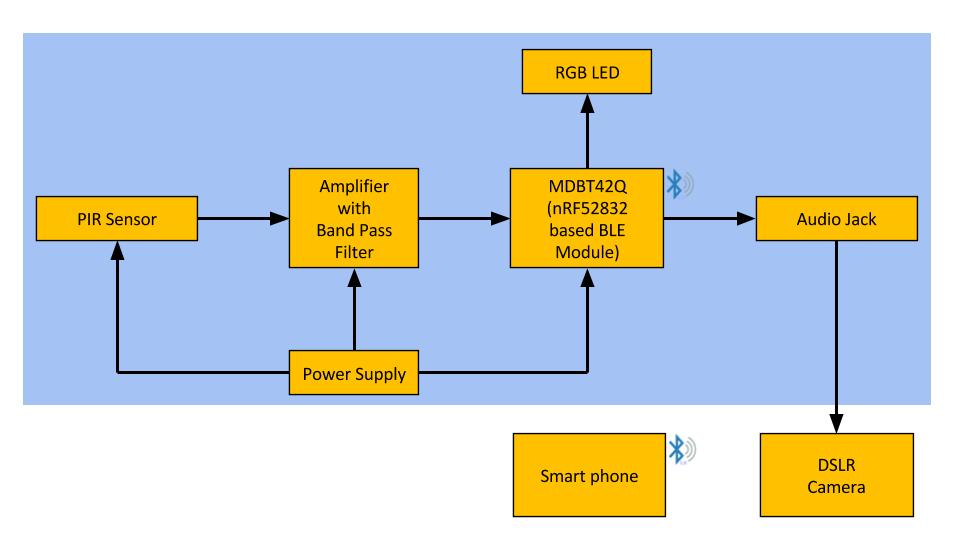 RGB LED
PIR Sensor
Amplifier
with
Band Pass
Filter
MDBT42Q
(nRF52832
based BLE
Module)
Audio Jack
Power Supply
Smart phone
DSLR
Camera